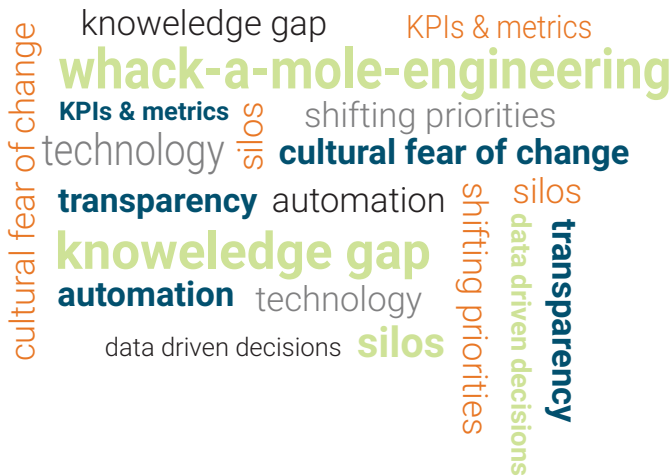 knoweledge gap
KPIs & metrics
whack-a-mole-engineering
cultural fear of change
KPIs & metrics
silos
shifting priorities
technology
cultural fear of change
transparency
automation
shifting priorities
silos
data driven decisions
transparency
knoweledge gap
automation
technology
data driven decisions
silos